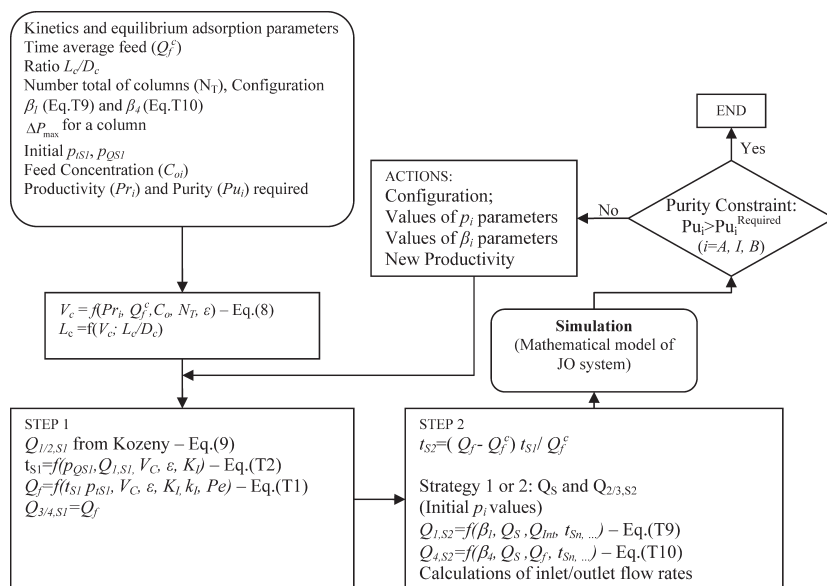 Kinetics and equilibrium adsorption parameters
Time average feed (Q_f^c)
Ratio L_c/D_c
Number total of columns (N_T), Configuration
β_1 (Eq.T9) and β_4 (Eq.T10)
ΔP_max for a column
Initial p_tS1, p_QS1
Feed Concentration (C_oi)
Productivity (Pr_i) and Purity (Pu_i) required
V_c = f(Pr_i, Q_f^c, C_o, N_T, ε) – Eq.(8)
L_c =f(V_c; L_c/D_c)
STEP 1
Q_1/2,S1 from Kozeny – Eq.(9)
t_S1=f(p_QS1,Q_1,S1, V_C, ε, K_I) – Eq.(T2)
Q_f=f(t_S1 p_tS1, V_C, ε, K_I, k_I, Pe) – Eq.(T1)
Q_3/4,S1=Q_f
STEP 2
t_S2=( Q_f- Q_f^c) t_S1/ Q_f^c
Strategy 1 or 2: Q_S and Q_2/3,S2
(Initial p_i values)
Q_1,S2=f(β_1, Q_S ,Q_Int, t_Sn, ...) – Eq.(T9)
Q_4,S2=f(β_4, Q_S ,Q_f, t_Sn, ...) – Eq.(T10)
Calculations of inlet/outlet flow rates
Simulation
(Mathematical model of
JO system)
Purity Constraint:
Pu_i>Pu_i^Required
(i=A, I, B)
Yes
END
No
ACTIONS:
Configuration;
Values of p_i parameters
Values of β_i parameters
New Productivity